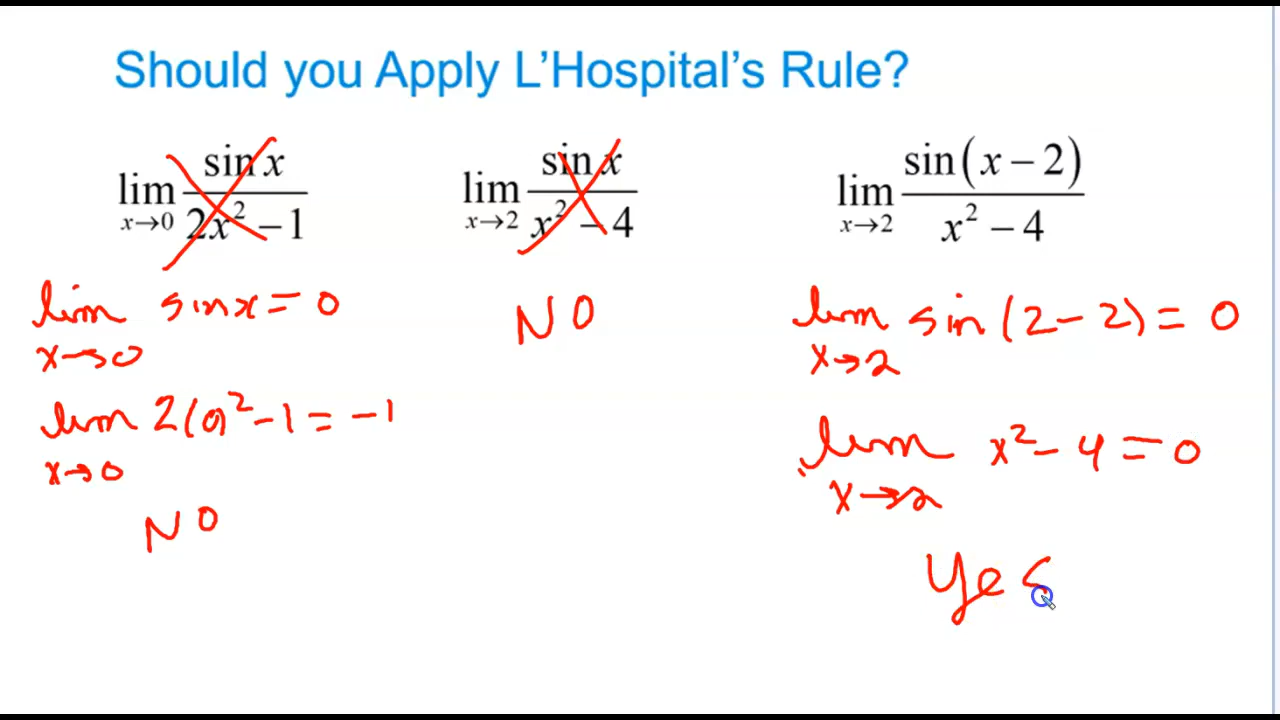 Should you Apply L'Hospital's Rule?
lim x→0 sin x / 2x² − 1
lim x→2 sin x / x² − 4
lim x→2 sin(x − 2) / x² − 4
lim x→0 sin x = 0
lim x→0 2(0)² − 1 = −1
NO
NO
lim x→2 sin(2 − 2) = 0
lim x→2 x² − 4 = 0
Yes